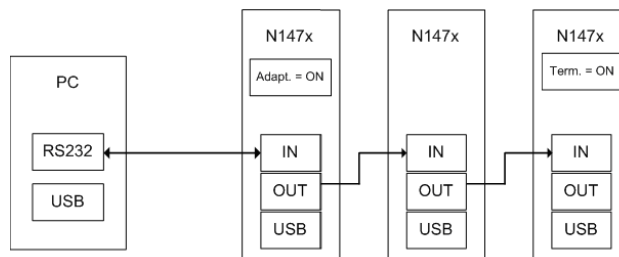 PC
RS232
USB
N147x
Adapt. = ON
IN
OUT
USB
N147x
IN
OUT
USB
N147x
Term. = ON
IN
OUT
USB